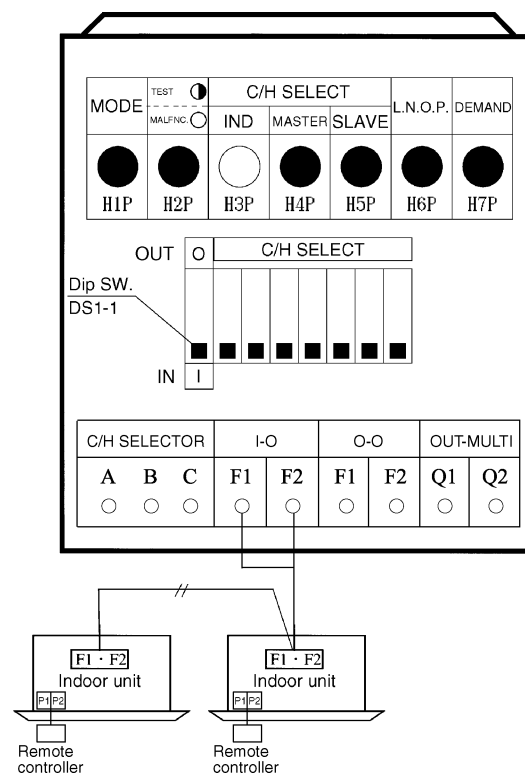 MODE TEST C/H SELECT L.N.O.P. DEMAND
MALFNC. IND MASTER SLAVE
H1P H2P H3P H4P H5P H6P H7P
OUT O C/H SELECT
Dip SW.
DS1-1
IN I
C/H SELECTOR I-O O-O OUT-MULTI
A B C F1 F2 F1 F2 Q1 Q2
F1 · F2 F1 · F2
Indoor unit Indoor unit
P1 P2 P1 P2
Remote Remote
controller controller